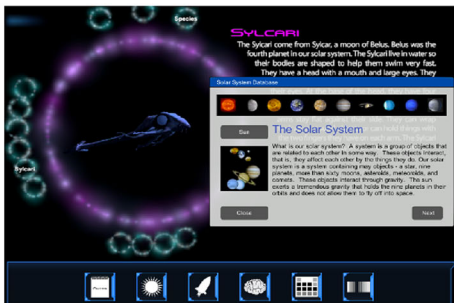 Species
SYLCARI
The Sylcari come from Sylcar, a moon of Belus. Belus was the
fourth planet in our solar system. The Sylcari live in water so
their bodies are shaped to help them swim very fast.
They have a head with a mouth and large eyes. They
Sylcari
Solar System Database
Sun
The Solar System
What is our solar system? A system is a group of objects that
are related to each other in some way. These objects interact,
that is, they affect each other by the things they do. Our solar
system is a system containing many objects - a star, nine
planets, more than sixty moons, asteroids, meteoroids, and
comets. These objects interact through gravity. The sun
exerts a tremendous gravity that holds the nine planets in their
orbits and does not allow them to fly off into space.
Close
Next